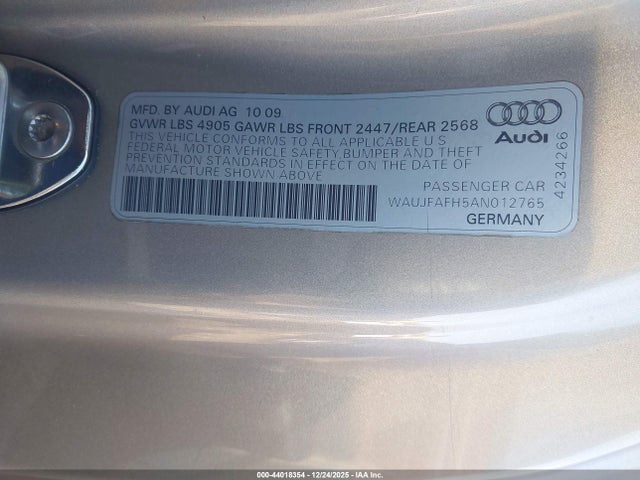 MFD. BY AUDI AG 10 09
GVWR LBS 4905 GAWR LBS FRONT 2447/REAR 2568
THIS VEHICLE CONFORMS TO ALL APPLICABLE U S
FEDERAL MOTOR VEHICLE SAFETY, BUMPER AND THEFT
PREVENTION STANDARDS IN EFFECT ON THE DATE OF
MANUFACTURE SHOWN ABOVE
Audi
PASSENGER CAR
WAUJFAFH5AN012765
GERMANY
4234266
000-44018354 | 12/24/2025 - IAA Inc.